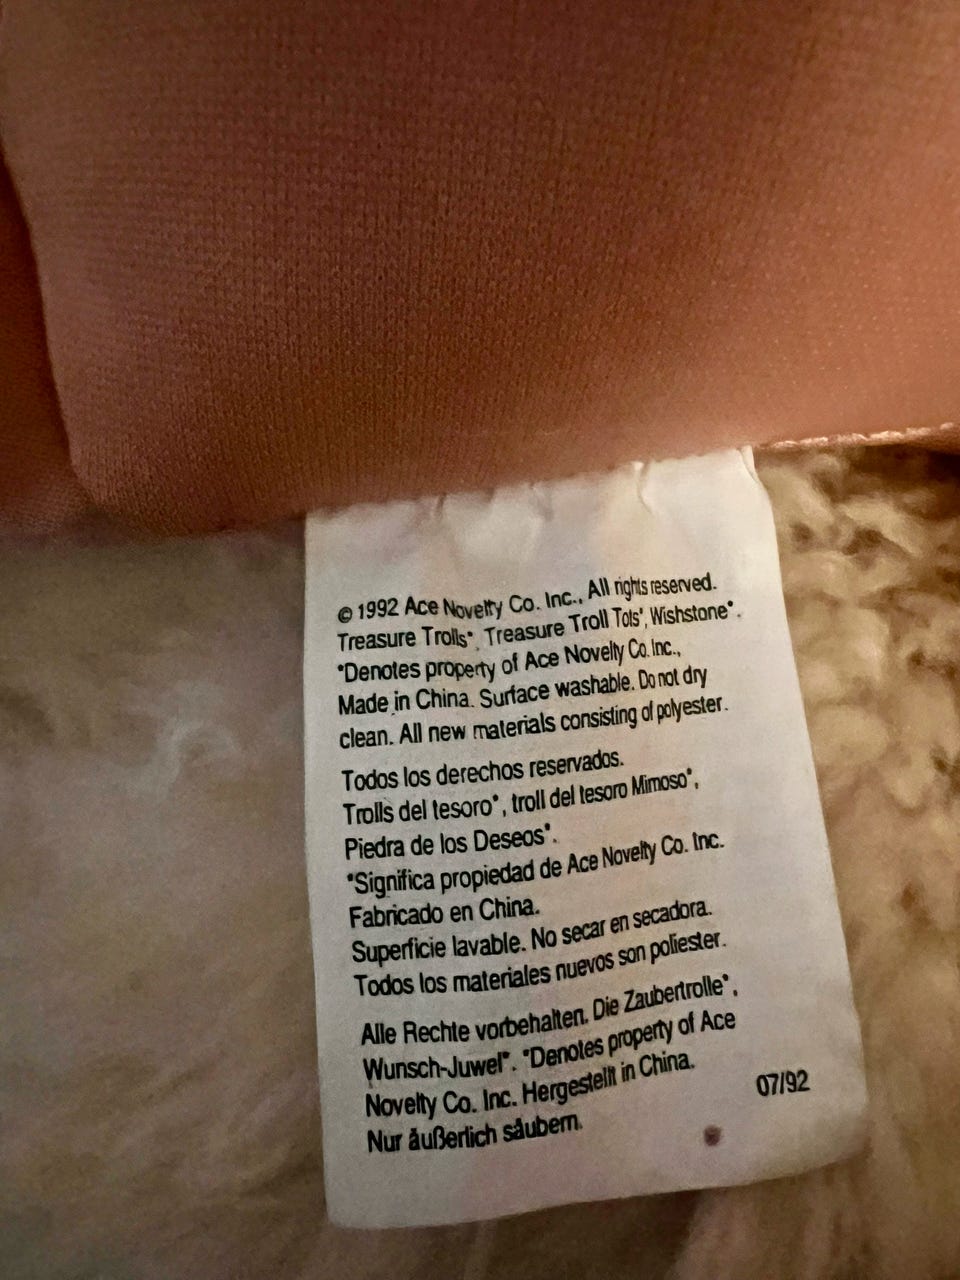 © 1992 Ace Novelty Co. Inc., All rights reserved.
Treasure Trolls*, Treasure Troll Tots*, Wishstone*.
*Denotes property of Ace Novelty Co. Inc.,
Made in China. Surface washable. Do not dry
clean. All new materials consisting of polyester.
Todos los derechos reservados.
Trolls del tesoro*, troll del tesoro Mimoso*,
Piedra de los Deseos*.
*Significa propiedad de Ace Novelty Co. Inc.
Fabricado en China.
Superficie lavable. No secar en secadora.
Todos los materiales nuevos son poliester.
Alle Rechte vorbehalten. Die Zaubertrolle*,
Wunsch-Juwel*. *Denotes property of Ace
Novelty Co. Inc. Hergestellt in China.
Nur äußerlich säubern.
07/92